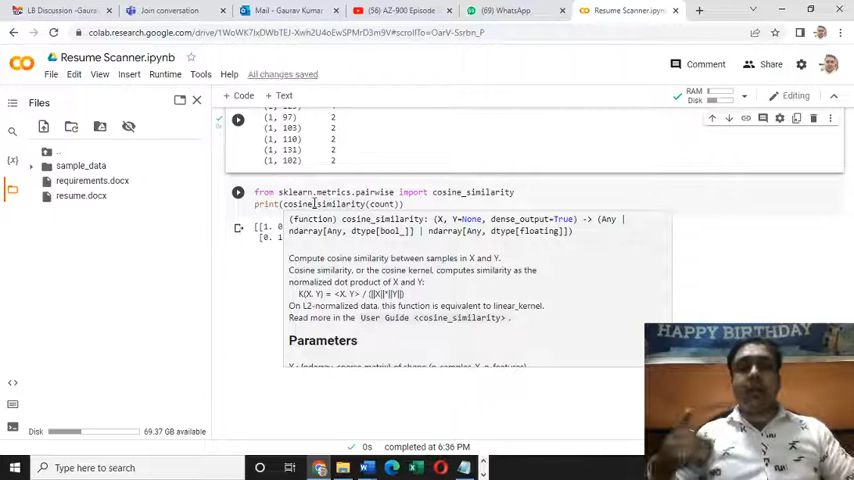 LB Discussion -Gaurav
Join conversation
Mail - Gaurav Kumar
(56) AZ-900 Episode
(69) WhatsApp
Resume Scanner.ipynb
colab.research.google.com/drive/
Resume Scanner.ipynb
File Edit View Insert Runtime Tools Help All changes saved
Comment Share
+ Code + Text
RAM
Disk
Editing
Files
..
sample_data
requirements.docx
resume.docx
(1, 97) 2
(1, 103) 2
(1, 110) 2
(1, 131) 2
(1, 102) 2
0s
from sklearn.metrics.pairwise import cosine_similarity
print(cosine_similarity(count))
[[1. 0
[0. 1
(function) cosine_similarity: (X, Y=None, dense_output=True) -> (Any |
ndarray[Any, dtype[bool_]] | ndarray[Any, dtype[floating]])
Compute cosine similarity between samples in X and Y.
Cosine similarity, or the cosine kernel, computes similarity as the
normalized dot product of X and Y:
K(X, Y) = <X, Y> / (||X||*||Y||)
On L2-normalized data, this function is equivalent to linear_kernel.
Read more in the User Guide <cosine_similarity>.
Parameters
HAPPY BIRTHDAY
Disk 69.37 GB available
0s completed at 6:36 PM
Type here to search